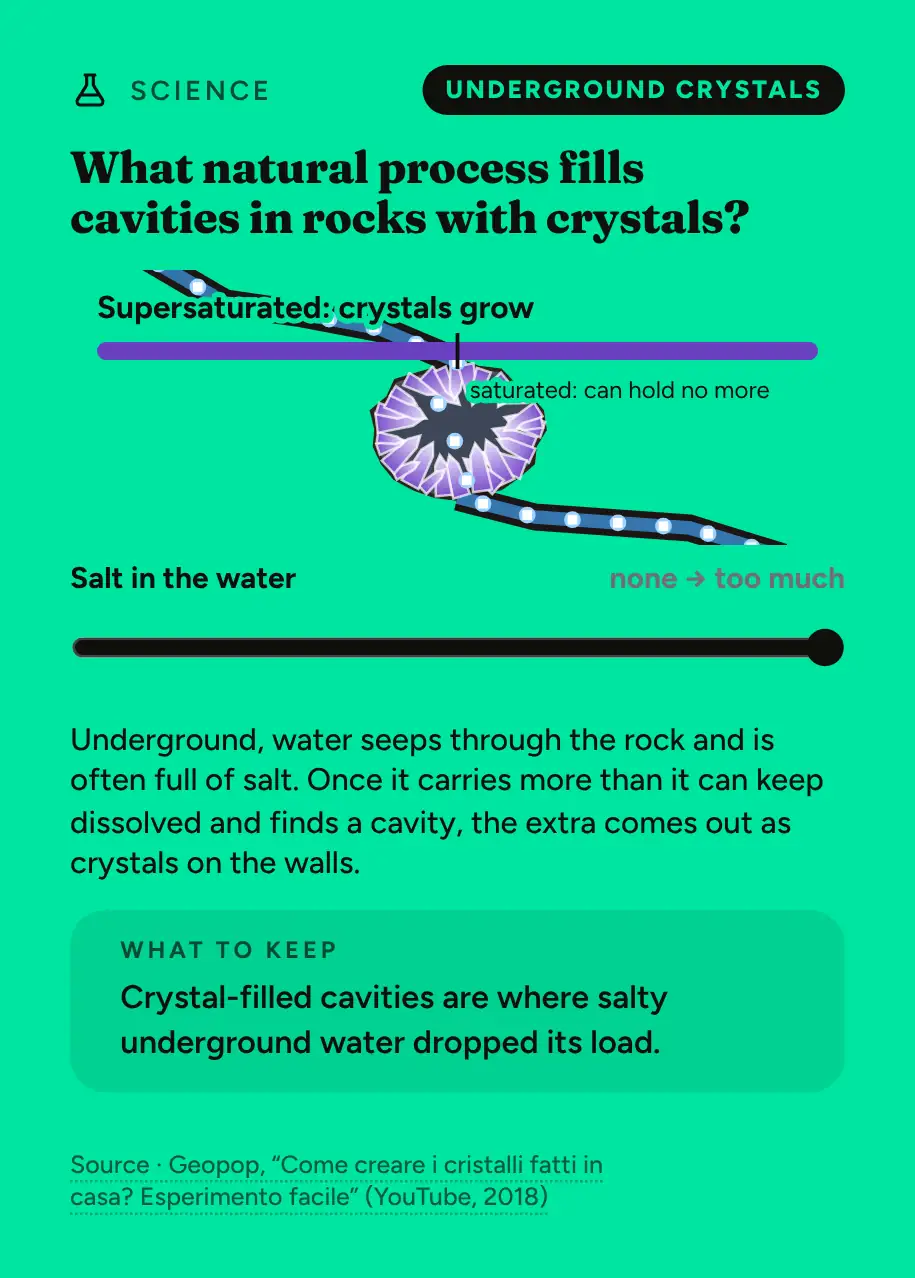 SCIENCE
UNDERGROUND CRYSTALS
What natural process fills
cavities in rocks with crystals?
Supersaturated: crystals grow
saturated: can hold no more
Salt in the water
none → too much
Underground, water seeps through the rock and is
often full of salt. Once it carries more than it can keep
dissolved and finds a cavity, the extra comes out as
crystals on the walls.
WHAT TO KEEP
Crystal-filled cavities are where salty
underground water dropped its load.
Source · Geopop, “Come creare i cristalli fatti in
casa? Esperimento facile” (YouTube, 2018)